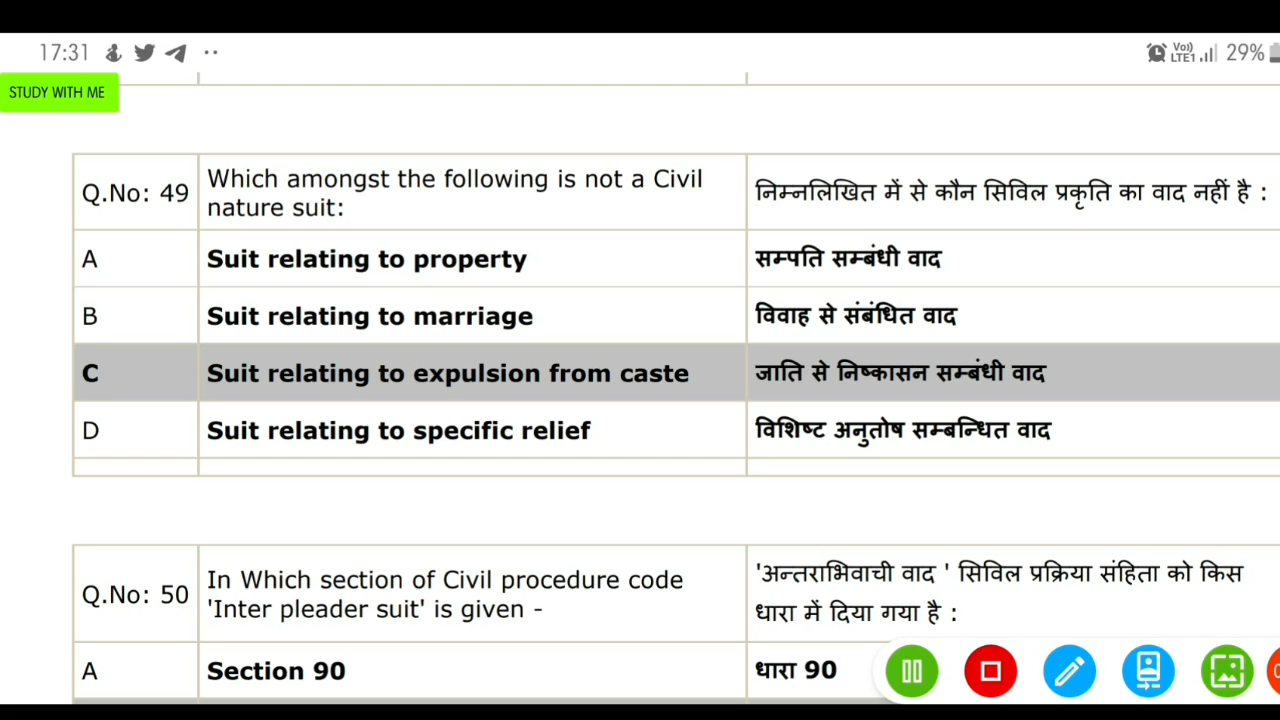 17:31 Vo)) LTE1 29%
STUDY WITH ME
Q.No: 49
Which amongst the following is not a Civil
nature suit:
निम्नलिखित में से कौन सिविल प्रकृति का वाद नहीं है :
A Suit relating to property सम्पति सम्बंधी वाद
B Suit relating to marriage विवाह से संबंधित वाद
C Suit relating to expulsion from caste जाति से निष्कासन सम्बंधी वाद
D Suit relating to specific relief विशिष्ट अनुतोष सम्बन्धित वाद
Q.No: 50
In Which section of Civil procedure code
'Inter pleader suit' is given -
'अन्तराभिवाची वाद ' सिविल प्रक्रिया संहिता को किस
धारा में दिया गया है :
A Section 90 धारा 90